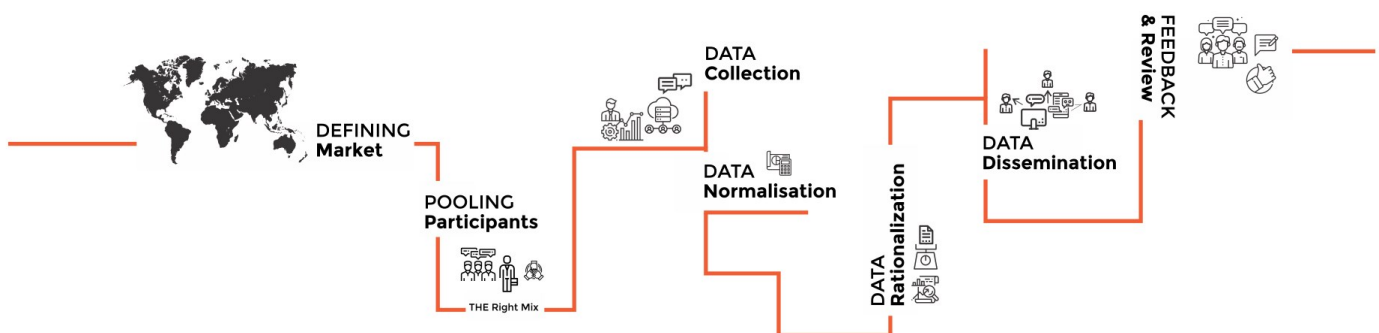 DEFINING
Market
POOLING
Participants
THE Right Mix
DATA
Collection
DATA
Normalisation
DATA
Rationalization
DATA
Dissemination
FEEDBACK
& Review